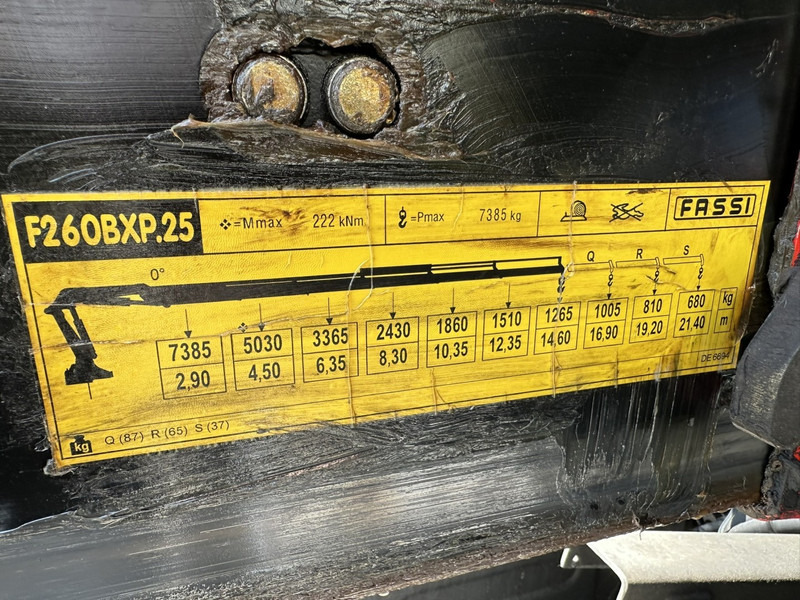 F260BXP.25 =Mmax 222 kNm =Pmax 7385 kg FASSI
0° Q R S
7385 5030 3365 2430 1860 1510 1265 1005 810 680 kg
2,90 4,50 6,35 8,30 10,35 12,35 14,60 16,90 19,20 21,40 m
kg Q (87) R (65) S (37)